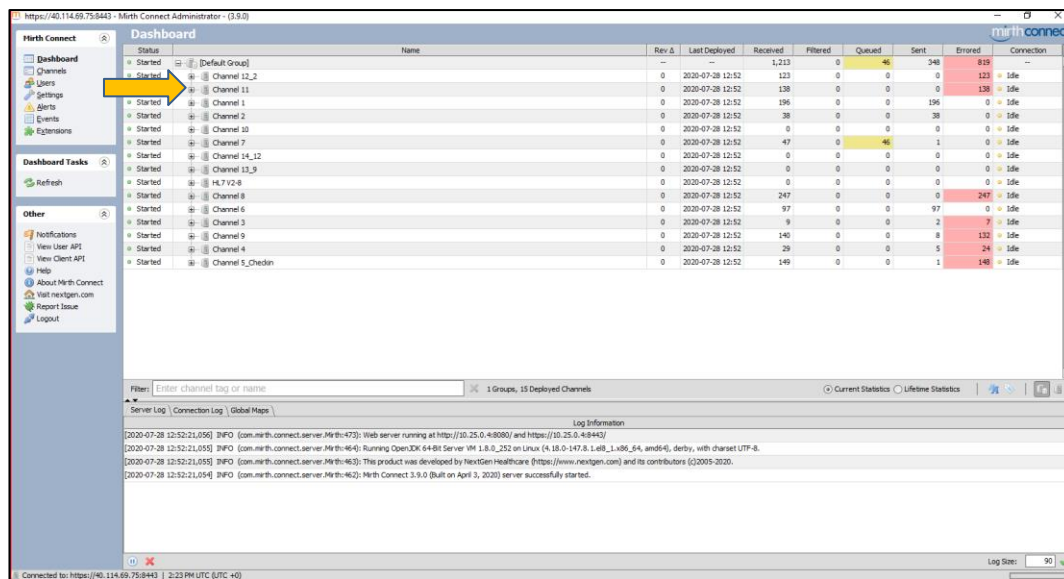 https://40.114.69.75:8443 - Mirth Connect Administrator - (3.9.0)
Mirth Connect
Dashboard
Channels
Users
Settings
Alerts
Events
Extensions
Dashboard Tasks
Refresh
Other
Notifications
View User API
View Client API
Help
About Mirth Connect
Visit nextgen.com
Report Issue
Logout
Dashboard
mirth connec
Status Name Rev Δ Last Deployed Received Filtered Queued Sent Errored Connection
Started [Default Group] -- -- 1,213 0 46 348 819 --
Started Channel 12_2 0 2020-07-28 12:52 123 0 0 0 123 Idle
Channel 11 0 2020-07-28 12:52 138 0 0 0 138 Idle
Started Channel 1 0 2020-07-28 12:52 196 0 0 196 0 Idle
Started Channel 2 0 2020-07-28 12:52 38 0 0 38 0 Idle
Started Channel 10 0 2020-07-28 12:52 0 0 0 0 0 Idle
Started Channel 7 0 2020-07-28 12:52 47 0 46 1 0 Idle
Started Channel 14_12 0 2020-07-28 12:52 0 0 0 0 0 Idle
Started Channel 13_9 0 2020-07-28 12:52 0 0 0 0 0 Idle
Started HL7 V2-8 0 2020-07-28 12:52 0 0 0 0 0 Idle
Started Channel 8 0 2020-07-28 12:52 247 0 0 0 247 Idle
Started Channel 6 0 2020-07-28 12:52 97 0 0 97 0 Idle
Started Channel 3 0 2020-07-28 12:52 9 0 0 2 7 Idle
Started Channel 9 0 2020-07-28 12:52 140 0 0 8 132 Idle
Started Channel 4 0 2020-07-28 12:52 29 0 0 5 24 Idle
Started Channel 5_Checkin 0 2020-07-28 12:52 149 0 0 1 148 Idle
Filter: Enter channel tag or name 1 Groups, 15 Deployed Channels Current Statistics Lifetime Statistics
Server Log Connection Log Global Maps
Log Information
[2020-07-28 12:52:21,056] INFO (com.mirth.connect.server.Mirth:473): Web server running at http://10.25.0.4:8080/ and https://10.25.0.4:8443/
[2020-07-28 12:52:21,055] INFO (com.mirth.connect.server.Mirth:464): Running OpenJDK 64-Bit Server VM 1.8.0_252 on Linux (4.18.0-147.8.1.el8_1.x86_64, amd64), derby, with charset UTF-8.
[2020-07-28 12:52:21,055] INFO (com.mirth.connect.server.Mirth:463): This product was developed by NextGen Healthcare (https://www.nextgen.com) and its contributors (c)2005-2020.
[2020-07-28 12:52:21,054] INFO (com.mirth.connect.server.Mirth:462): Mirth Connect 3.9.0 (Built on April 3, 2020) server successfully started.
Log Size: 90
Connected to: https://40.114.69.75:8443 | 2:23 PM UTC (UTC +0)